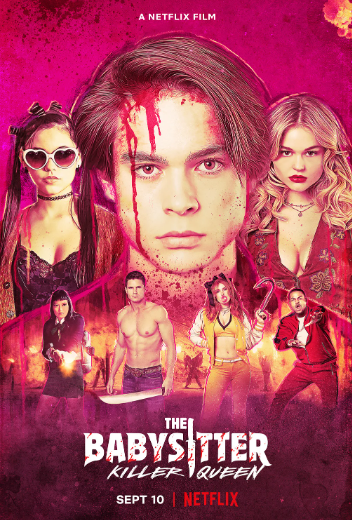 A NETFLIX FILM
THE
BABYSITTER
KILLER QUEEN
SEPT 10 | NETFLIX